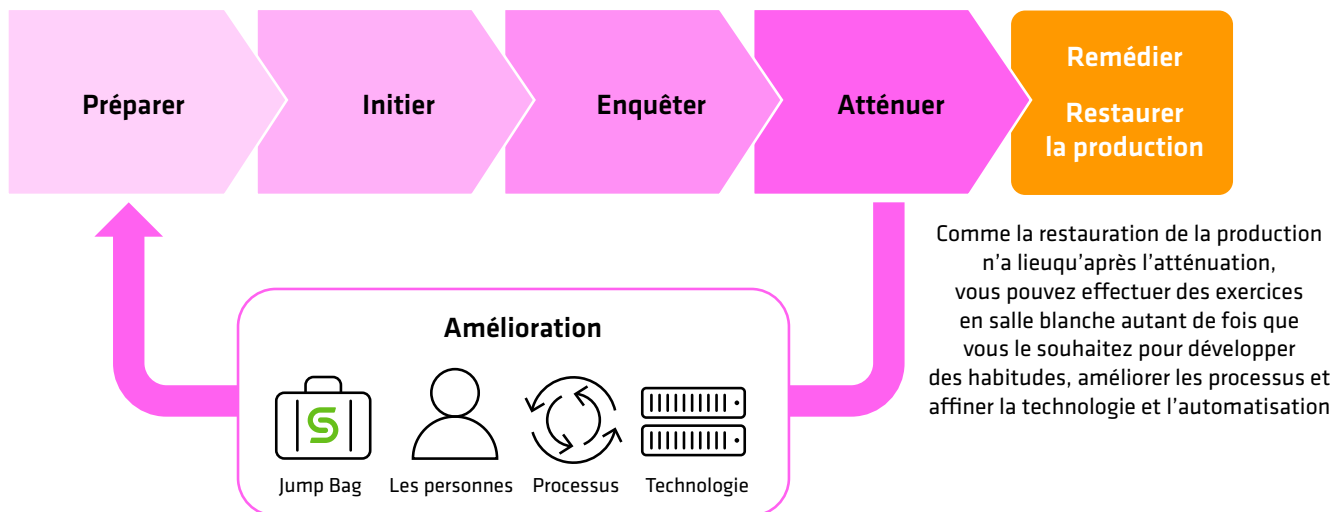 Préparer
Initier
Enquêter
Atténuer
Remédier
Restaurer
la production
Comme la restauration de la production
n'a lieuqu'après l'atténuation,
vous pouvez effectuer des exercices
en salle blanche autant de fois que
vous le souhaitez pour développer
des habitudes, améliorer les processus et
affiner la technologie et l'automatisation
Amélioration
Jump Bag
Les personnes
Processus
Technologie